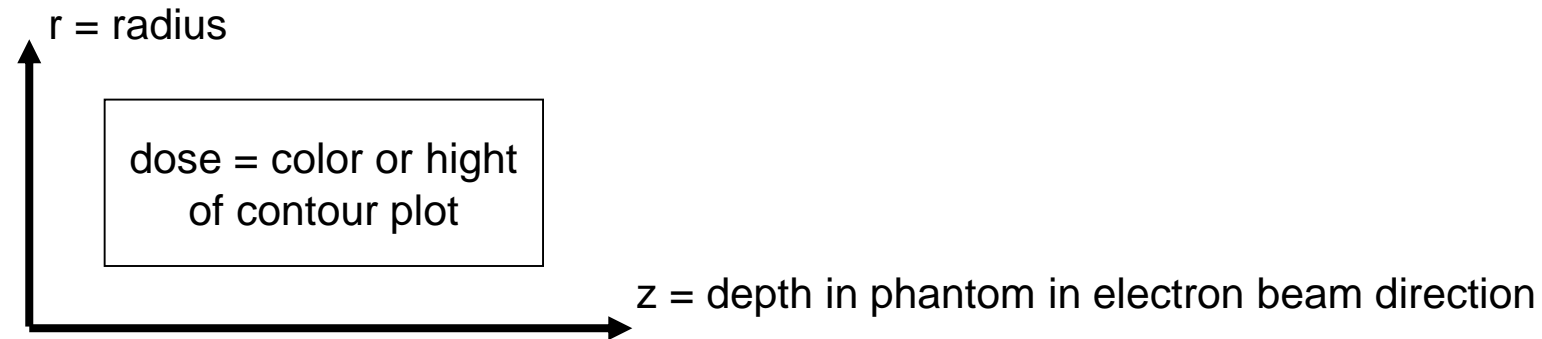 r = radius
dose = color or hight
of contour plot
z = depth in phantom in electron beam direction